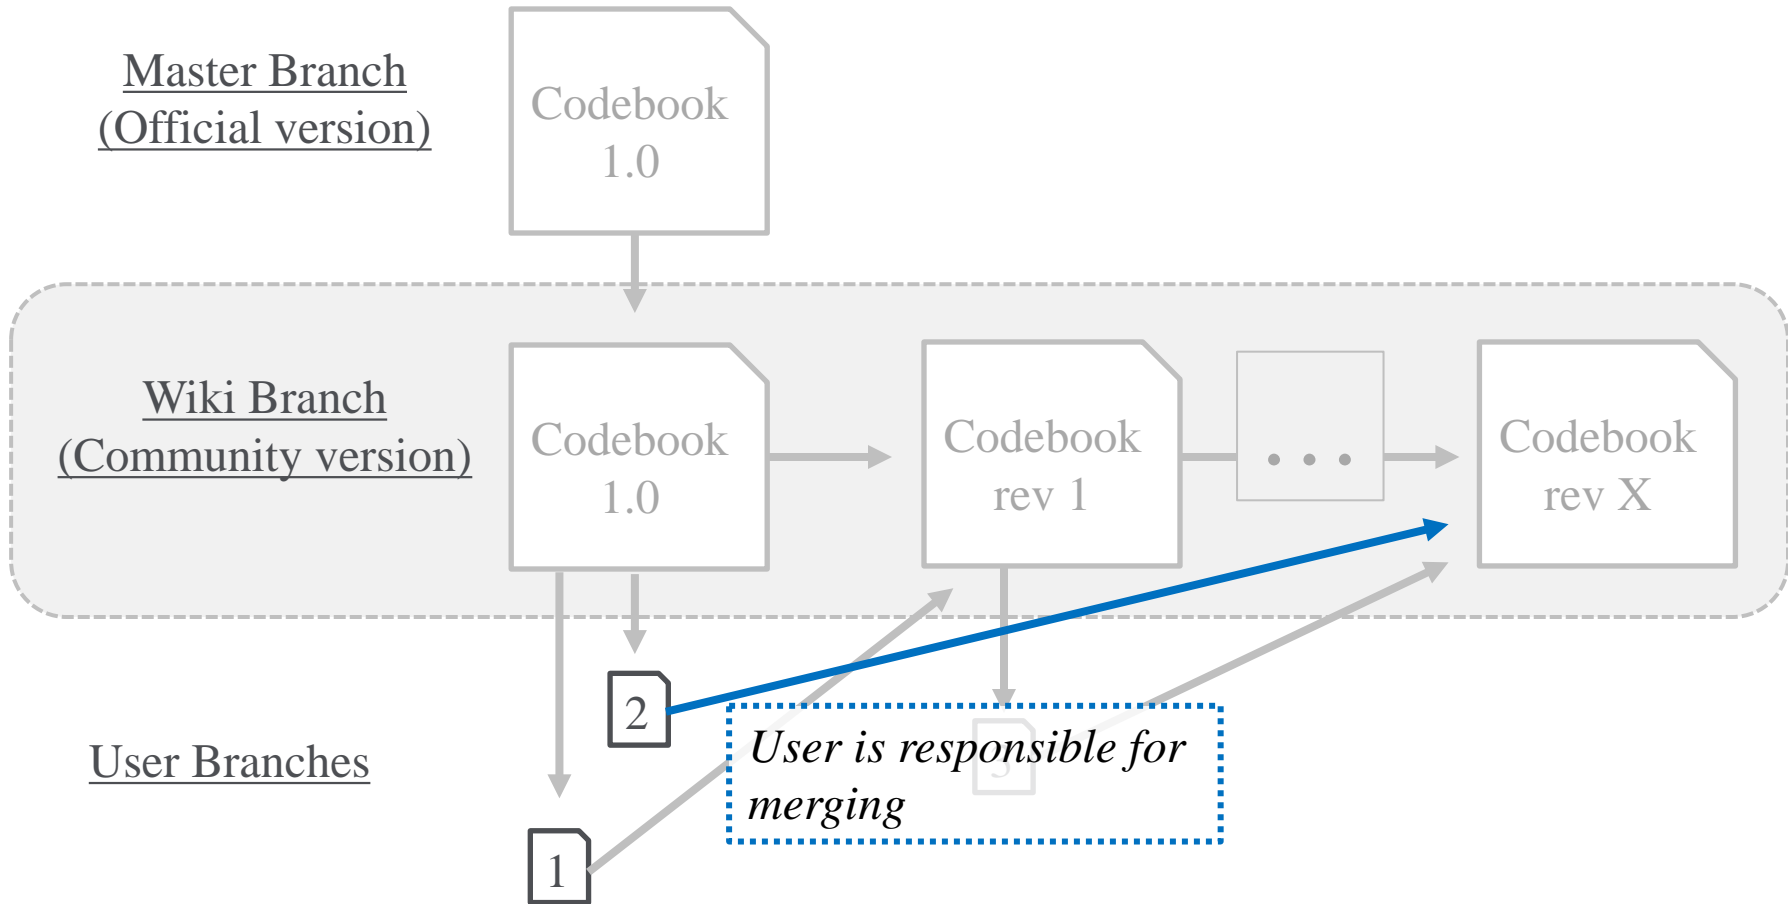 Master Branch
(Official version)
Codebook
1.0
Wiki Branch
(Community version)
Codebook
1.0
Codebook
rev 1
...
Codebook
rev X
User Branches
2
User is responsible for
merging
3
1